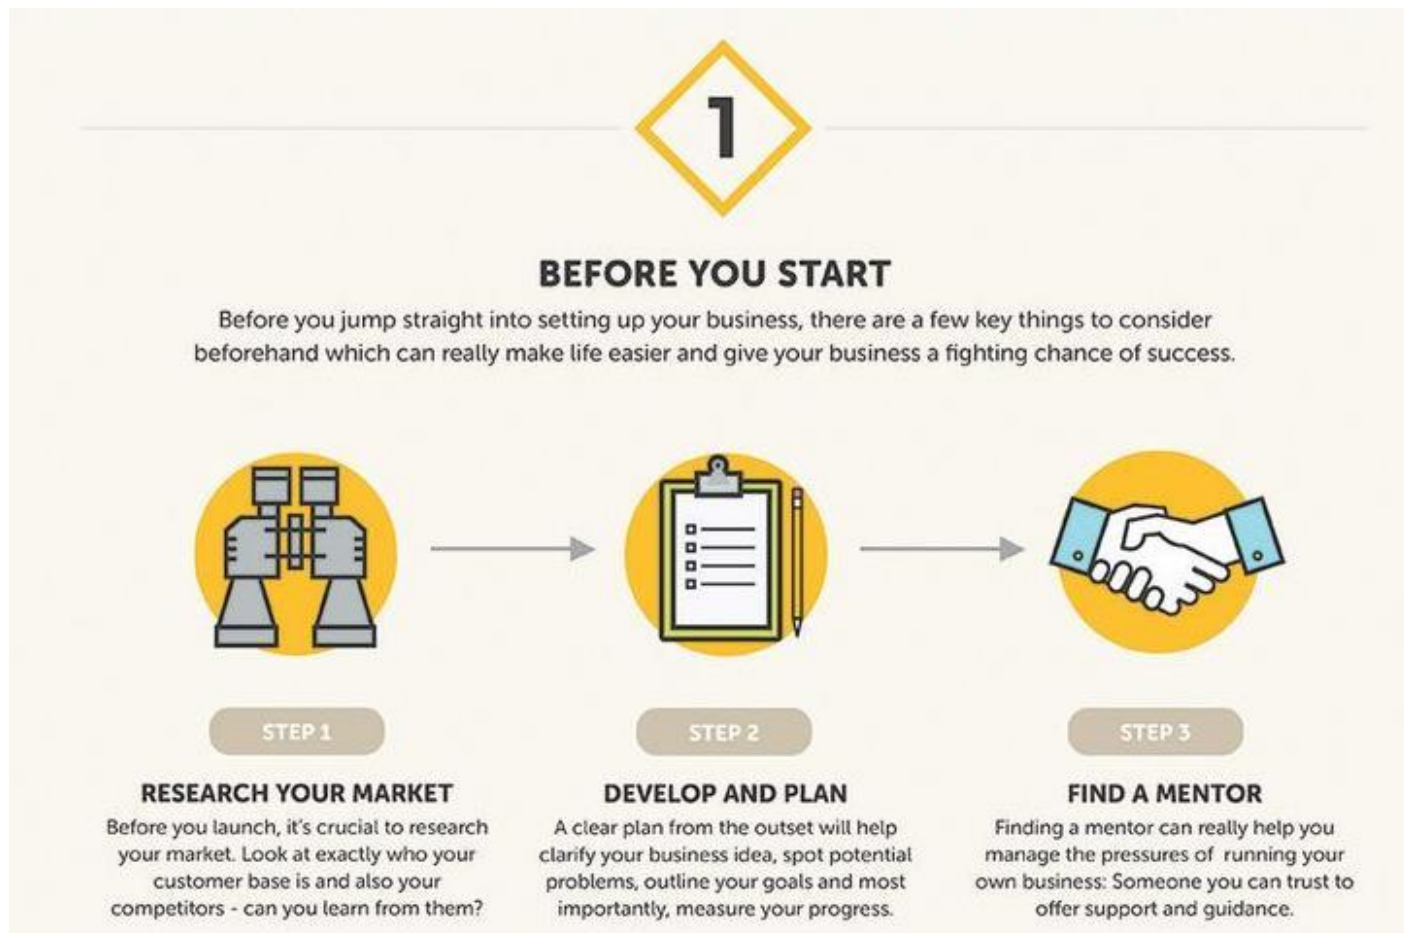 1
BEFORE YOU START
Before you jump straight into setting up your business, there are a few key things to consider
beforehand which can really make life easier and give your business a fighting chance of success.
STEP 1
RESEARCH YOUR MARKET
Before you launch, it's crucial to research
your market. Look at exactly who your
customer base is and also your
competitors - can you learn from them?
STEP 2
DEVELOP AND PLAN
A clear plan from the outset will help
clarify your business idea, spot potential
problems, outline your goals and most
importantly, measure your progress.
STEP 3
FIND A MENTOR
Finding a mentor can really help you
manage the pressures of running your
own business: Someone you can trust to
offer support and guidance.